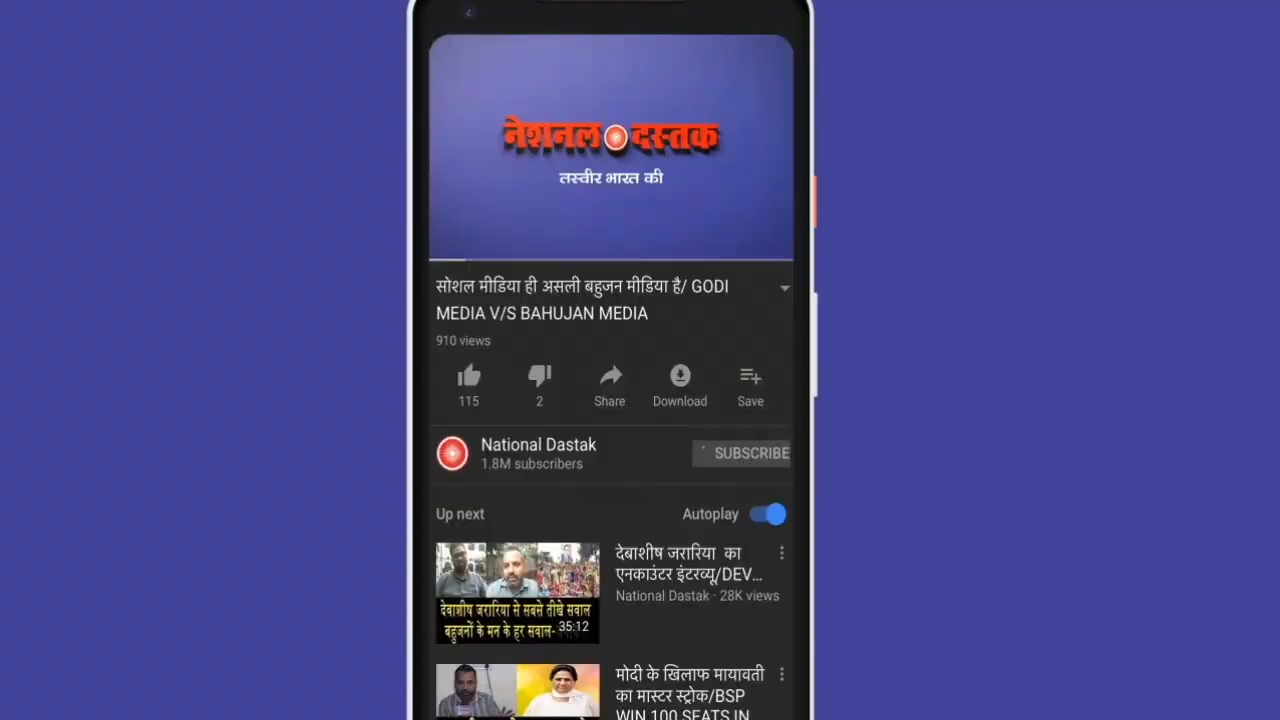 नेशनल दस्तक
तस्वीर भारत की
सोशल मीडिया ही असली बहुजन मीडिया है/ GODI
MEDIA V/S BAHUJAN MEDIA
910 views
115
2
Share
Download
Save
National Dastak
1.8M subscribers
SUBSCRIBE
Up next
Autoplay
देबाशीष जरारिया का
एनकाउंटर इंटरव्यू/DEV...
National Dastak · 28K views
देवाशीष जरारिया से सबसे तीखे सवाल
बहुजनों के मन के हर सवाल-
35:12
मोदी के खिलाफ मायावती
का मास्टर स्ट्रोक/BSP
WIN 100 SEATS IN